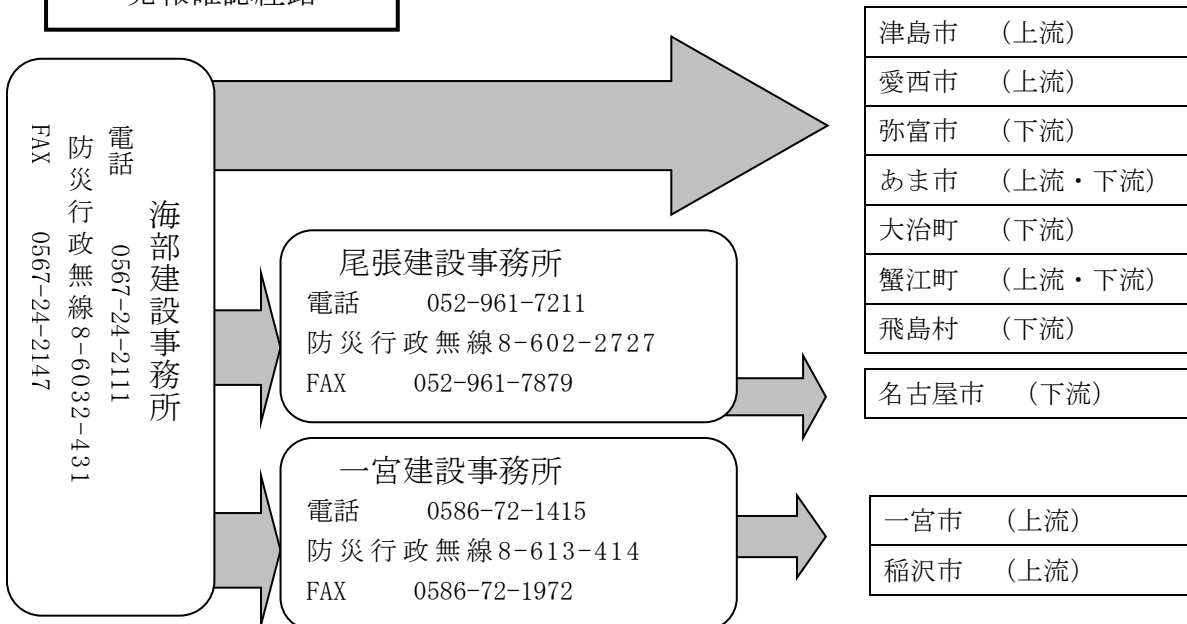 海部建設事務所
電話 0567-24-2111
防災行政無線8-6032-431
FAX 0567-24-2147
尾張建設事務所
電話 052-961-7211
防災行政無線8-602-2727
FAX 052-961-7879
一宮建設事務所
電話 0586-72-1415
防災行政無線8-613-414
FAX 0586-72-1972
津島市 （上流）
愛西市 （上流）
弥富市 （下流）
あま市 （上流・下流）
大治町 （下流）
蟹江町 （上流・下流）
飛島村 （下流）
名古屋市 （下流）
一宮市 （上流）
稲沢市 （上流）